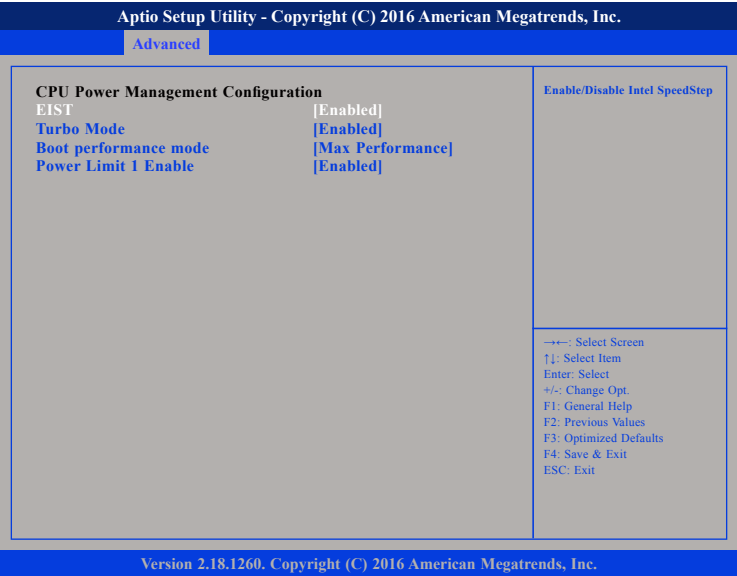 Aptio Setup Utility - Copyright (C) 2016 American Megatrends, Inc.
Advanced
CPU Power Management Configuration
EIST [Enabled]
Turbo Mode [Enabled]
Boot performance mode [Max Performance]
Power Limit 1 Enable [Enabled]
Enable/Disable Intel SpeedStep
→←: Select Screen
↑↓: Select Item
Enter: Select
+/-: Change Opt.
F1: General Help
F2: Previous Values
F3: Optimized Defaults
F4: Save & Exit
ESC: Exit
Version 2.18.1260. Copyright (C) 2016 American Megatrends, Inc.